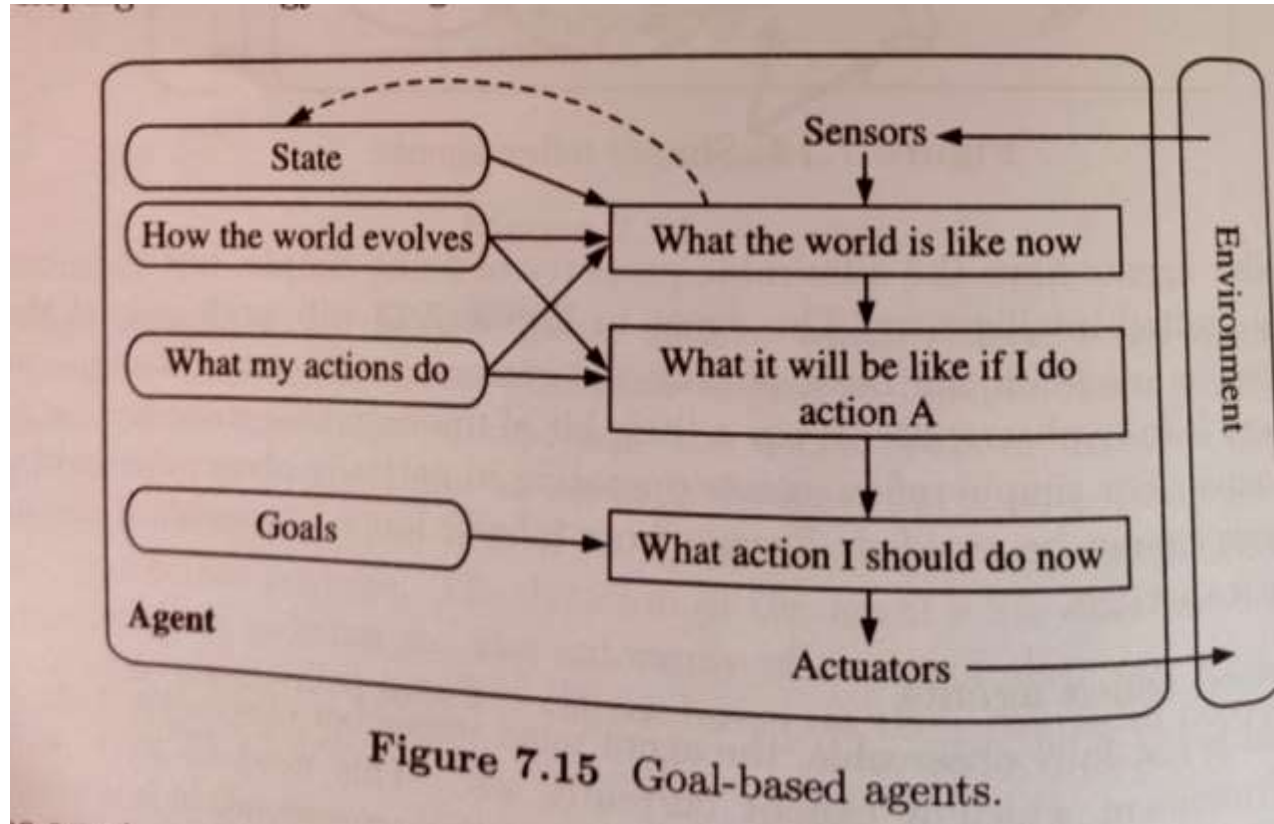 Sensors
State
How the world evolves
What the world is like now
What my actions do
What it will be like if I do
action A
Environment
Goals
What action I should do now
Agent
Actuators
Figure 7.15 Goal-based agents.